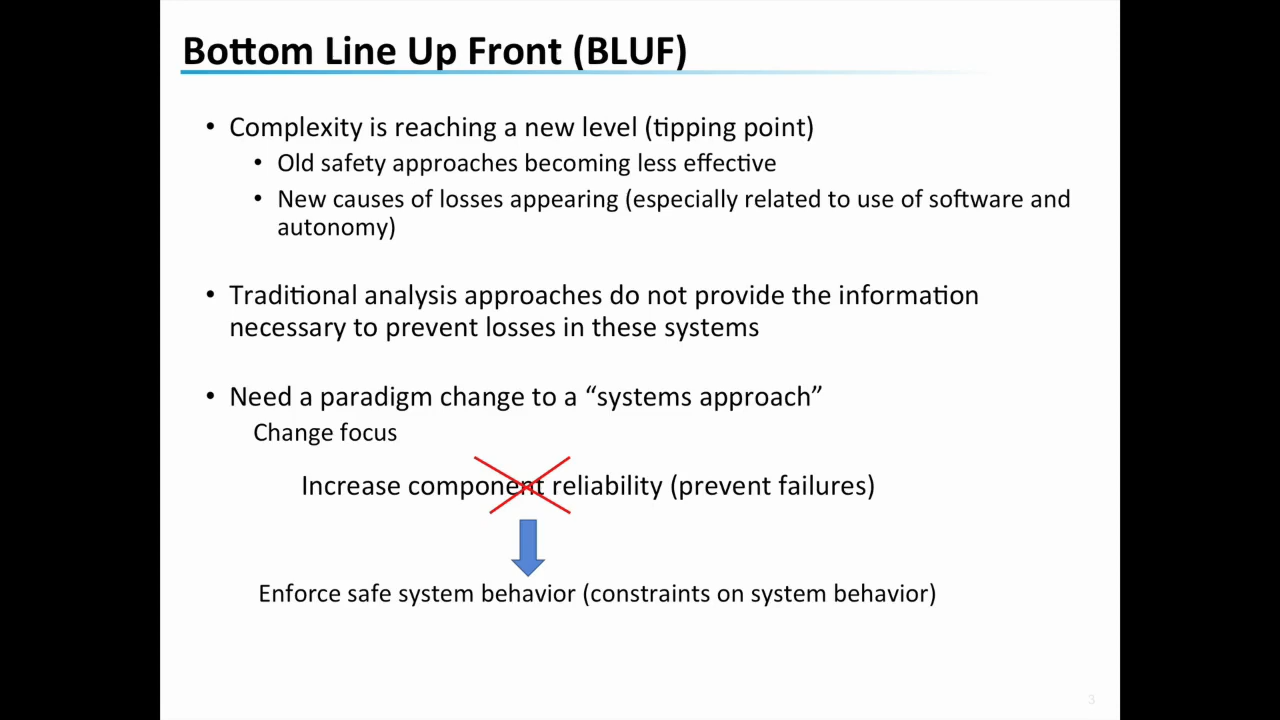 Bottom Line Up Front (BLUF)
• Complexity is reaching a new level (tipping point)
• Old safety approaches becoming less effective
• New causes of losses appearing (especially related to use of software and
autonomy)
• Traditional analysis approaches do not provide the information
necessary to prevent losses in these systems
• Need a paradigm change to a “systems approach”
Change focus
Increase component reliability (prevent failures)
Enforce safe system behavior (constraints on system behavior)
3